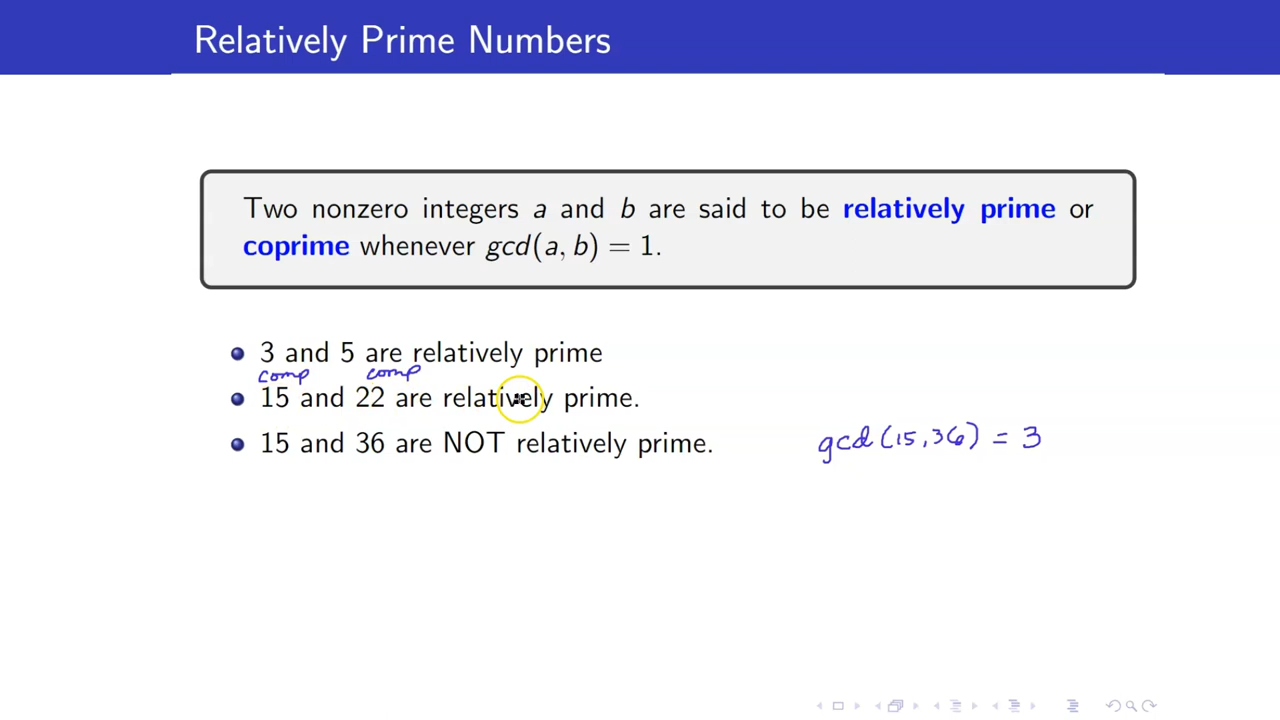 Relatively Prime Numbers
Two nonzero integers a and b are said to be relatively prime or
coprime whenever gcd(a, b) = 1.
3 and 5 are relatively prime
comp comp
15 and 22 are relatively prime.
15 and 36 are NOT relatively prime. gcd(15,36) = 3